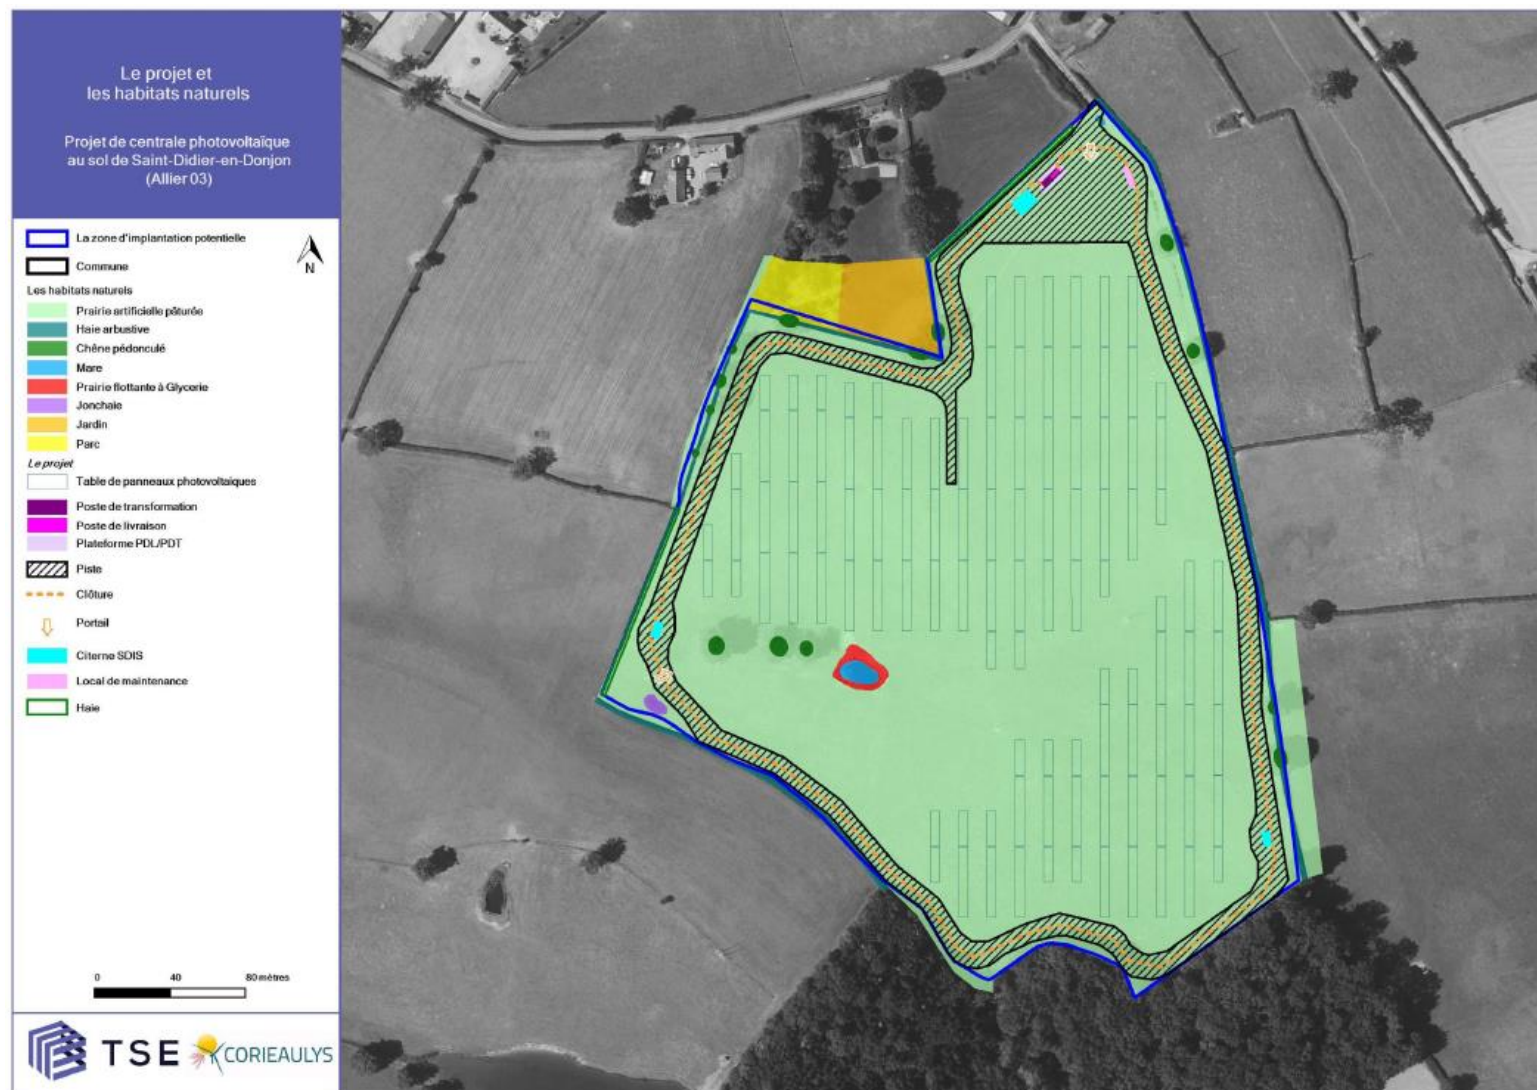 Le projet et
les habitats naturels
Projet de centrale photovoltaïque
au sol de Saint-Didier-en-Donjon
(Allier 03)
La zone d'implantation potentielle
Commune
N
Les habitats naturels
Prairie artificielle pâturée
Haie arbustive
Chêne pédonculé
Mare
Prairie flottante à Glycerie
Jonchaie
Jardin
Parc
Le projet
Table de panneaux photovoltaiques
Poste de transformation
Poste de livraison
Plateforme PDL/PDT
Piste
Clôture
Portail
Citerne SDIS
Local de maintenance
Haie
0 40 80 mètres
TSE CORIEAULYS